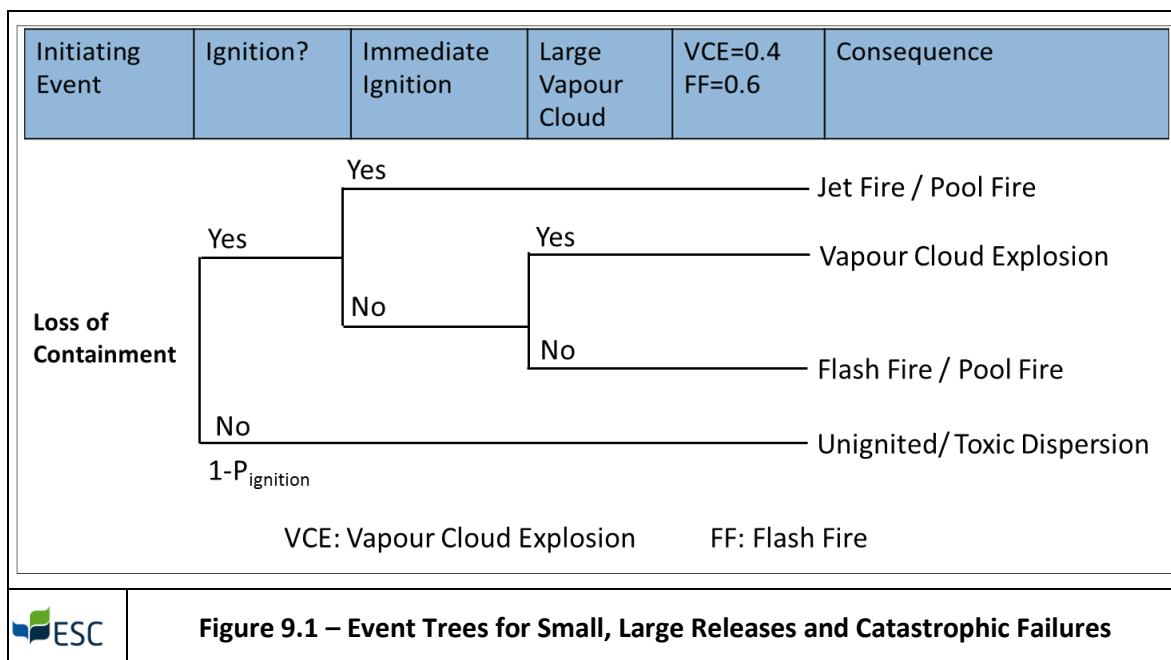 Initiating Event
Ignition?
Immediate Ignition
Large Vapour Cloud
VCE=0.4
FF=0.6
Consequence
Yes
Jet Fire / Pool Fire
Yes
Yes
Vapour Cloud Explosion
No
Loss of
Containment
No
Flash Fire / Pool Fire
No
Unignited/ Toxic Dispersion
1-Pignition
VCE: Vapour Cloud Explosion FF: Flash Fire
ESC
Figure 9.1 – Event Trees for Small, Large Releases and Catastrophic Failures